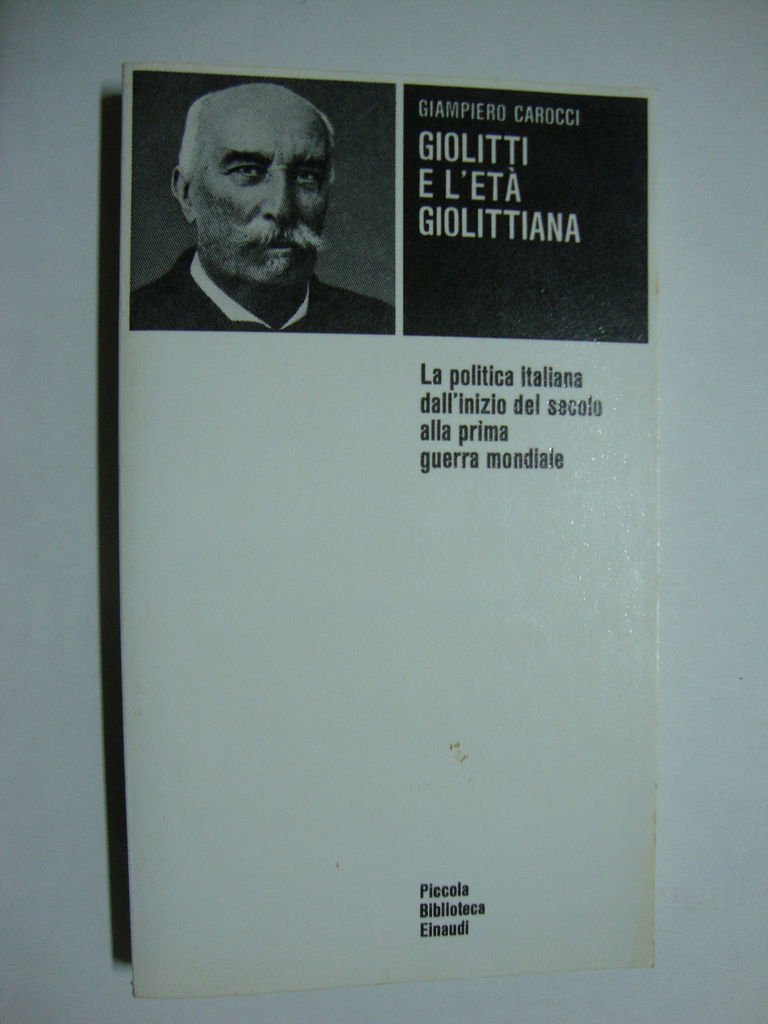 GIAMPIERO CAROCCI
GIOLITTI
E L'ETÀ
GIOLITTIANA
La politica italiana
dall'inizio del secolo
alla prima
guerra mondiale
Piccola
Biblioteca
Einaudi